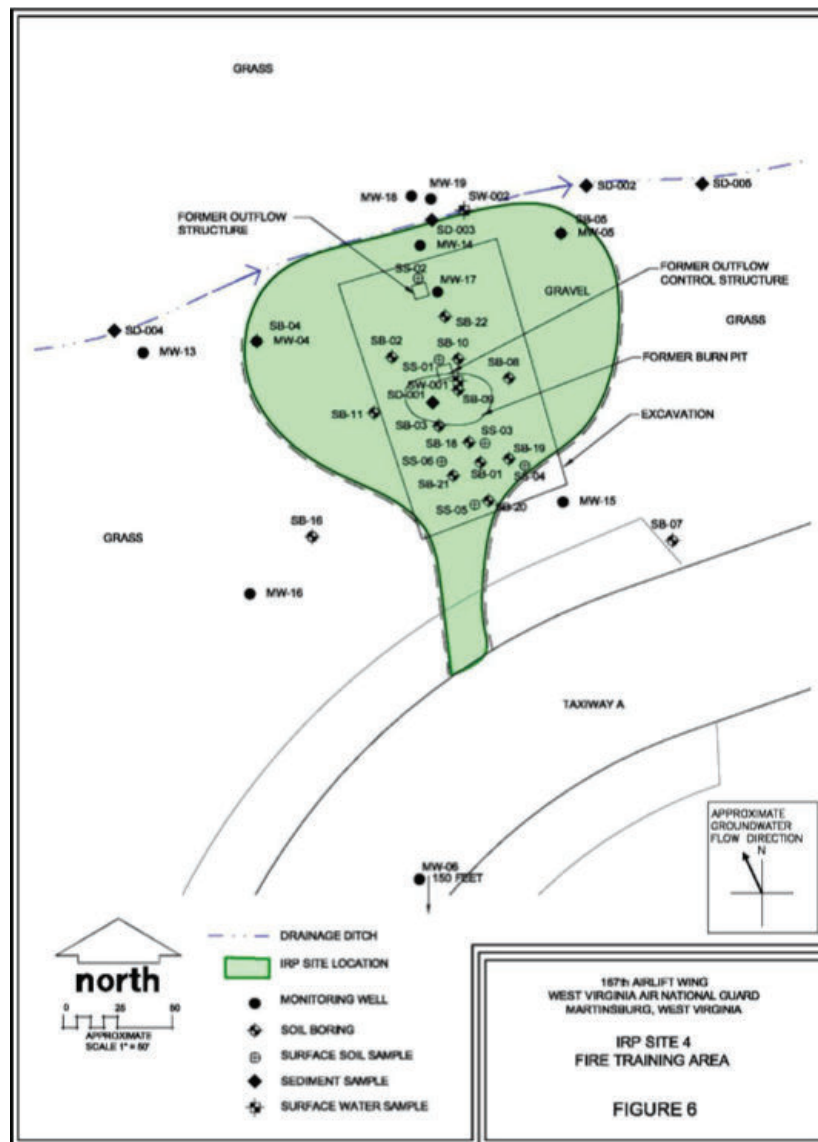 GRASS
MW-19
MW-18
SW-002
SD-002
SD-005
FORMER OUTFLOW
STRUCTURE
SD-003
SB-05
MW-05
MW-14
SS-02
MW-17
FORMER OUTFLOW
CONTROL STRUCTURE
GRAVEL
SB-22
GRASS
SD-004
MW-13
SB-04
MW-04
SB-02
SB-10
SS-01
SB-08
FORMER BURN PIT
SW-001
SD-001
SB-09
SB-11
SB-03
EXCAVATION
SB-18
SS-03
SS-06
SB-19
SB-01
SS-04
SB-21
SS-05
SB-20
MW-15
GRASS
SB-16
SB-07
MW-16
TAXIWAY A
APPROXIMATE
GROUNDWATER
FLOW DIRECTION
N
MW-06
150 FEET
north
0 25 50
APPROXIMATE
SCALE 1" = 50'
DRAINAGE DITCH
IRP SITE LOCATION
MONITORING WELL
SOIL BORING
SURFACE SOIL SAMPLE
SEDIMENT SAMPLE
SURFACE WATER SAMPLE
167th AIRLIFT WING
WEST VIRGINIA AIR NATIONAL GUARD
MARTINSBURG, WEST VIRGINIA
IRP SITE 4
FIRE TRAINING AREA
FIGURE 6